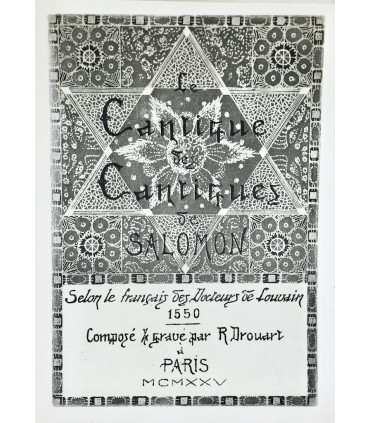 Le
Cantique
des
Cantiques
de
SALOMON
Selon le français des Docteurs de Louvain
1550
Composé & gravé par R Drouart
à
PARIS
MCMXXV